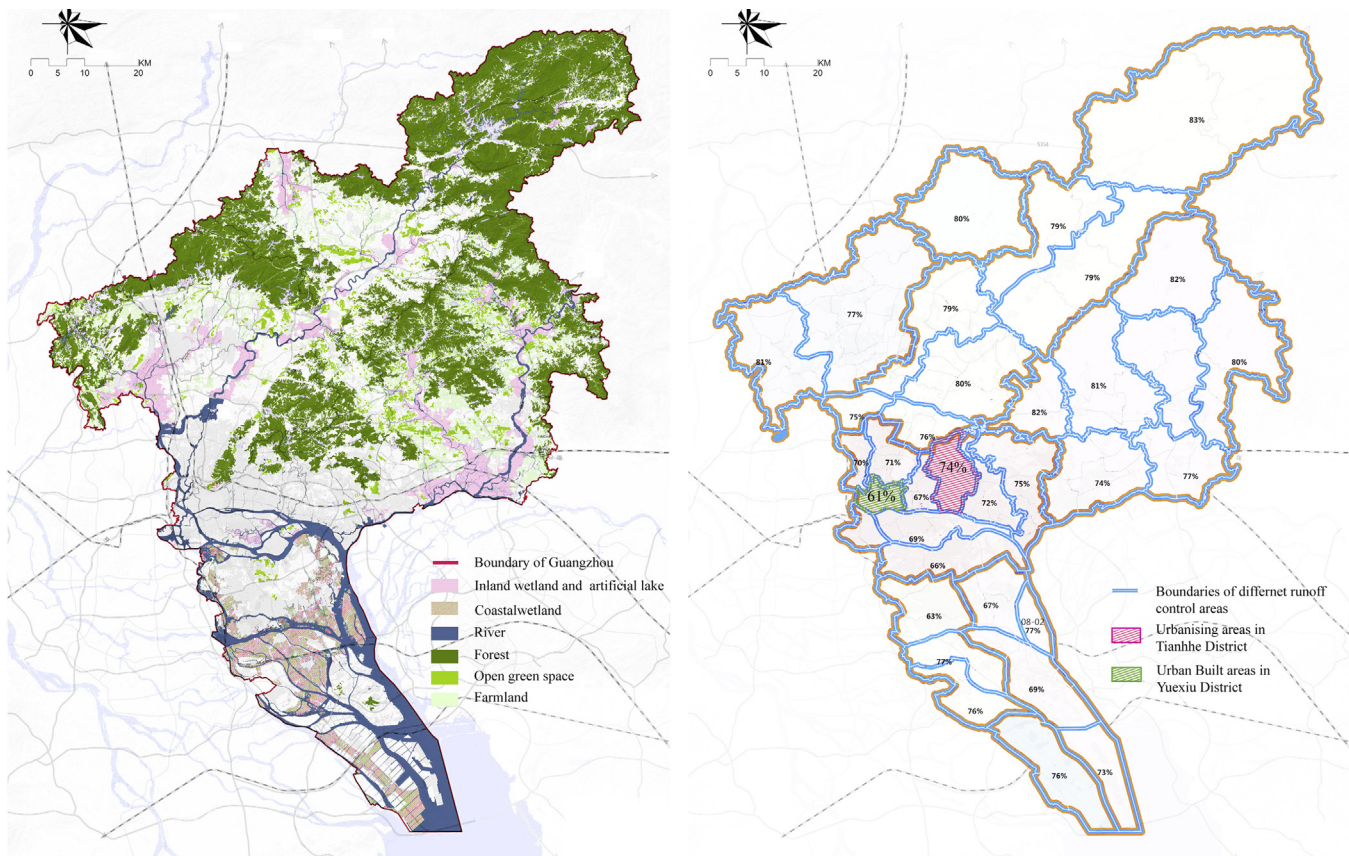 KM
0 5 10 20
Boundary of Guangzhou
Inland wetland and artificial lake
Coastalwetland
River
Forest
Open green space
Farmland
KM
0 5 10 20
83%
S354
80%
79%
79%
82%
77%
79%
81%
80%
80%
81%
82%
75%
76%
70%
71%
74%
75%
74%
77%
61%
67%
72%
69%
66%
63%
67%
08-02
77%
77%
69%
76%
76%
73%
Boundaries of differnet runoff
control areas
Urbanising areas in
Tianhhe District
Urban Built areas in
Yuexiu District